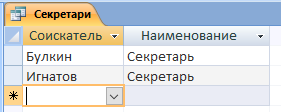 Секретари
Соискатель Наименование
Булкин Секретарь
Игнатов Секретарь